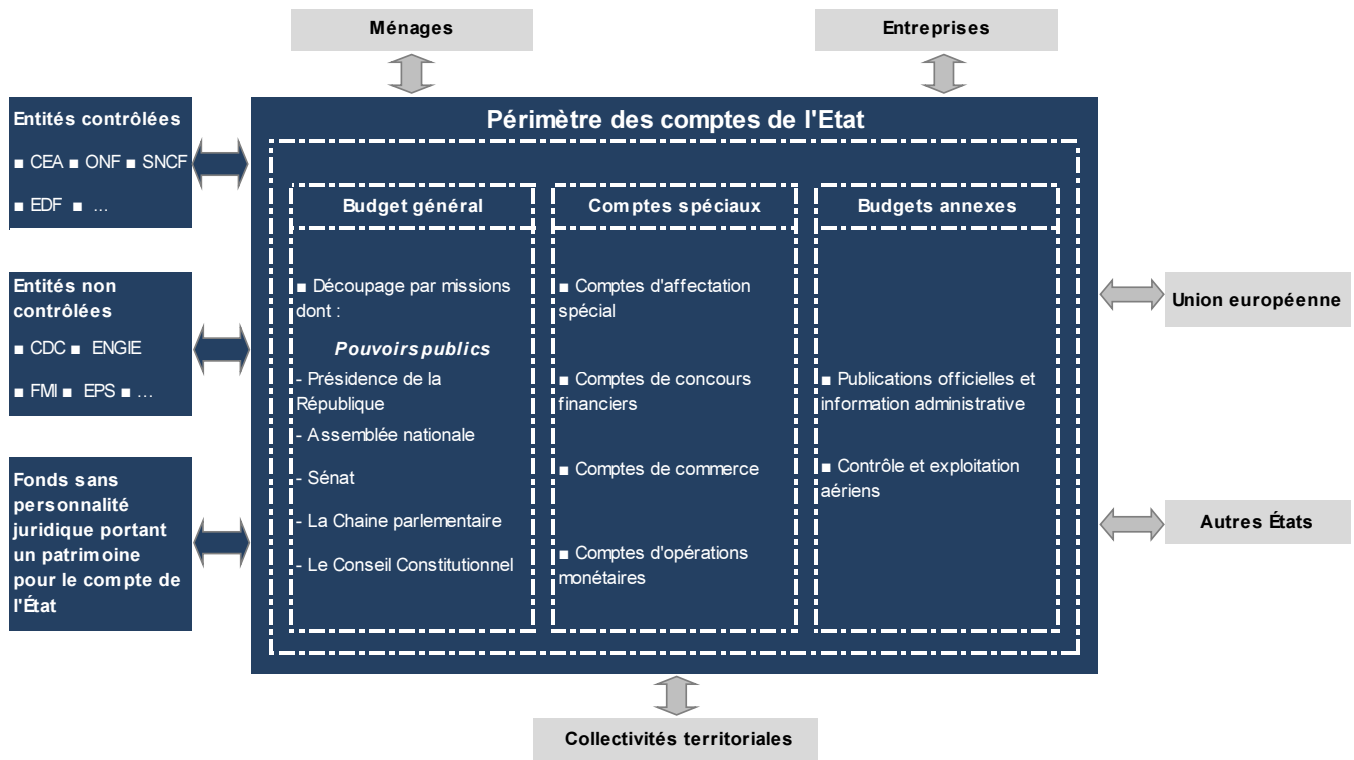 Ménages
Entreprises
Périmètre des comptes de l'Etat
Entités contrôlées
■ CEA ■ ONF ■ SNCF
■ EDF ■ ...
Entités non
contrôlées
■ CDC ■ ENGIE
■ FMI ■ EPS ■ ...
Fonds sans
personnalité
juridique portant
un patrimoine
pour le compte de
l'État
Budget général
■ Découpage par missions
dont :
Pouvoirs publics
- Présidence de la
République
- Assemblée nationale
- Sénat
- La Chaine parlementaire
- Le Conseil Constitutionnel
Comptes spéciaux
■ Comptes d'affectation
spécial
■ Comptes de concours
financiers
■ Comptes de commerce
■ Comptes d'opérations
monétaires
Budgets annexes
■ Publications officielles et
information administrative
■ Contrôle et exploitation
aériens
Union européenne
Autres États
Collectivités territoriales